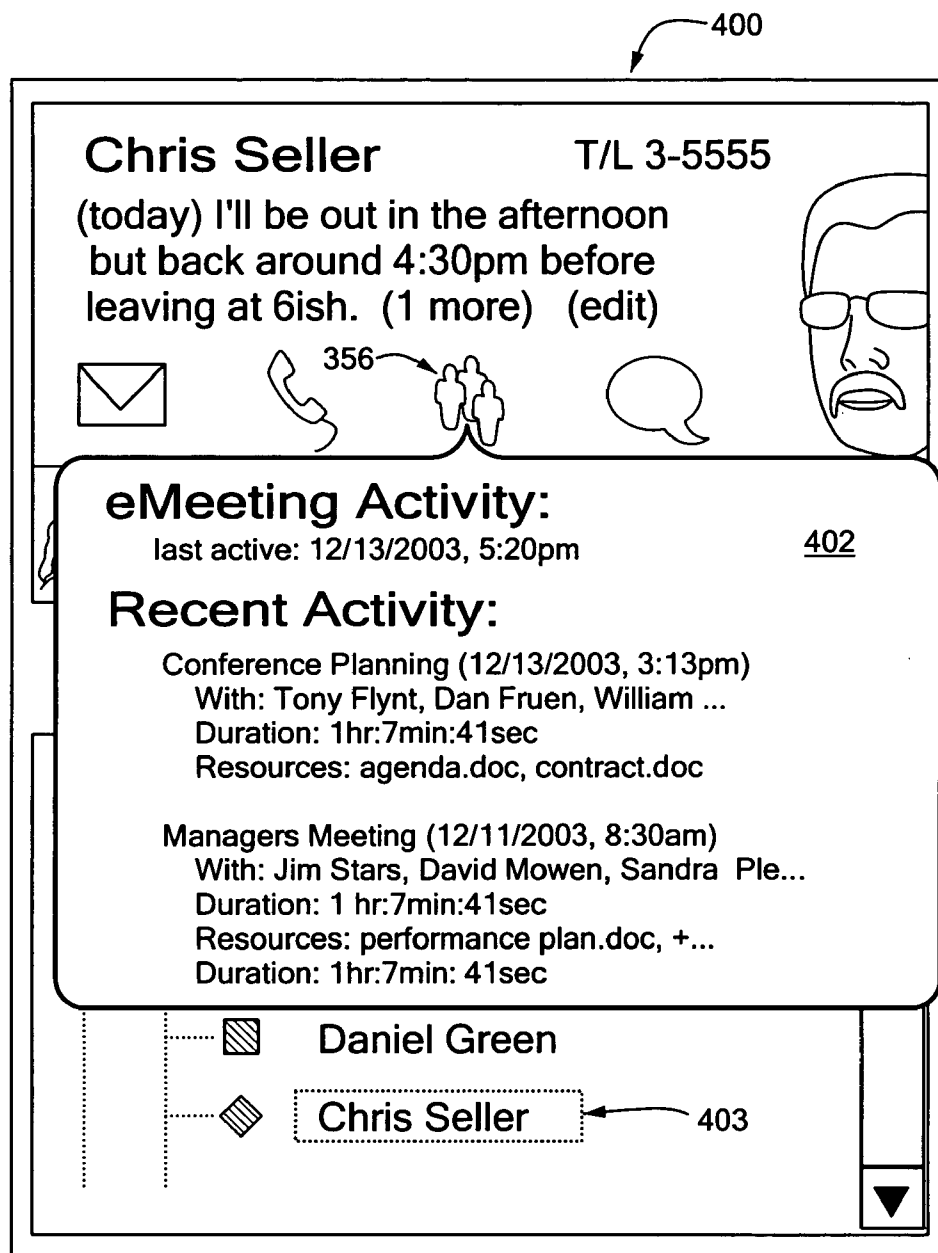 400
Chris Seller T/L 3-5555
(today) I'll be out in the afternoon
but back around 4:30pm before
leaving at 6ish. (1 more) (edit)
356
eMeeting Activity:
last active: 12/13/2003, 5:20pm 402
Recent Activity:
Conference Planning (12/13/2003, 3:13pm)
With: Tony Flynt, Dan Fruen, William ...
Duration: 1hr:7min:41sec
Resources: agenda.doc, contract.doc
Managers Meeting (12/11/2003, 8:30am)
With: Jim Stars, David Mowen, Sandra Ple...
Duration: 1 hr:7min:41sec
Resources: performance plan.doc, +...
Duration: 1hr:7min: 41sec
Daniel Green
Chris Seller 403